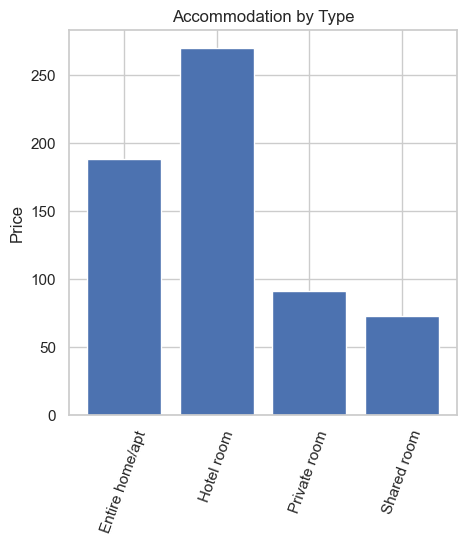 Accommodation by Type
Price
250
200
150
100
50
0
Entire home/apt
Hotel room
Private room
Shared room